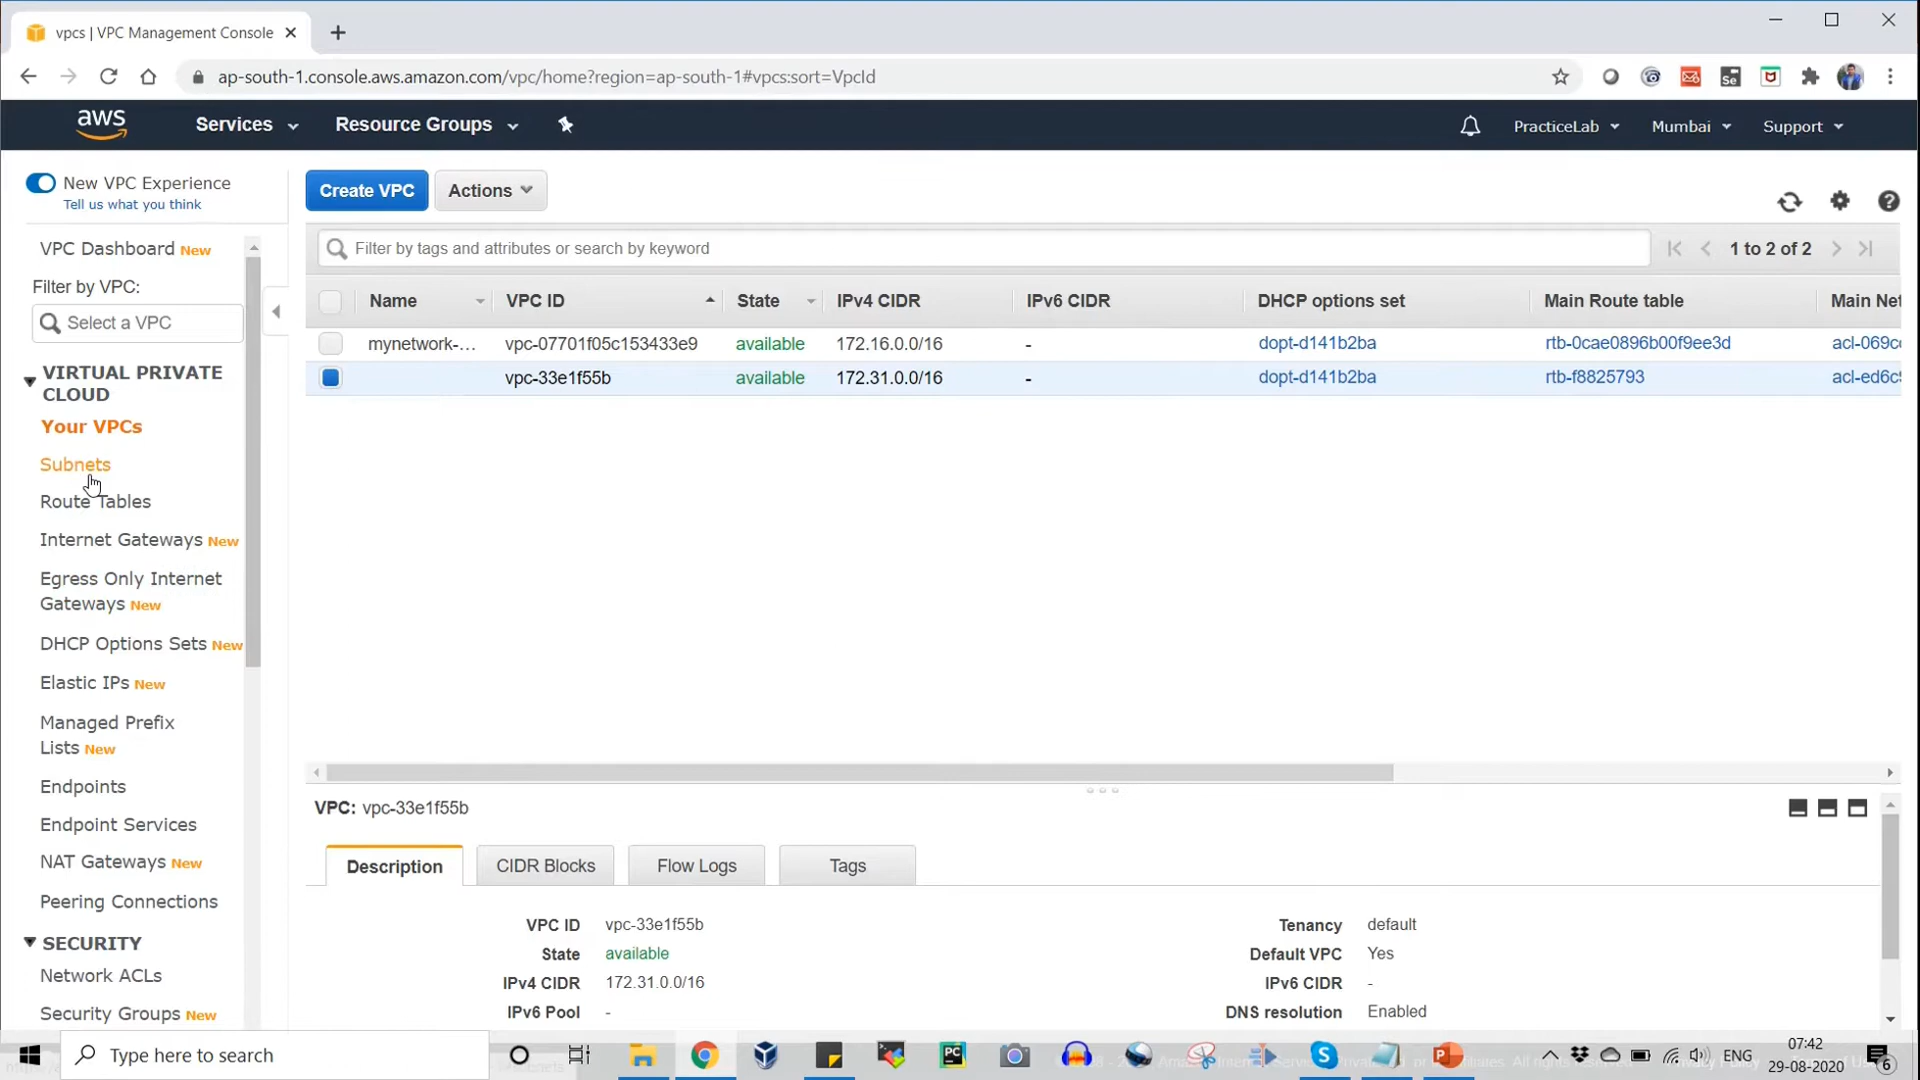 vpcs | VPC Management Console
ap-south-1.console.aws.amazon.com/vpc/home?region=ap-south-1#vpcs:sort=VpcId
aws
Services
Resource Groups
PracticeLab
Mumbai
Support
New VPC Experience
Tell us what you think
VPC Dashboard New
Filter by VPC:
Select a VPC
VIRTUAL PRIVATE
CLOUD
Your VPCs
Subnets
Route Tables
Internet Gateways New
Egress Only Internet
Gateways New
DHCP Options Sets New
Elastic IPs New
Managed Prefix
Lists New
Endpoints
Endpoint Services
NAT Gateways New
Peering Connections
SECURITY
Network ACLs
Security Groups New
Create VPC
Actions
Filter by tags and attributes or search by keyword
1 to 2 of 2
Name VPC ID State IPv4 CIDR IPv6 CIDR DHCP options set Main Route table Main Net
mynetwork-... vpc-07701f05c153433e9 available 172.16.0.0/16 - dopt-d141b2ba rtb-0cae0896b00f9ee3d acl-069c
vpc-33e1f55b available 172.31.0.0/16 - dopt-d141b2ba rtb-f8825793 acl-ed6c
VPC: vpc-33e1f55b
Description
CIDR Blocks
Flow Logs
Tags
VPC ID vpc-33e1f55b
State available
IPv4 CIDR 172.31.0.0/16
IPv6 Pool -
Tenancy default
Default VPC Yes
IPv6 CIDR -
DNS resolution Enabled
Type here to search
ENG
07:42
29-08-2020
6